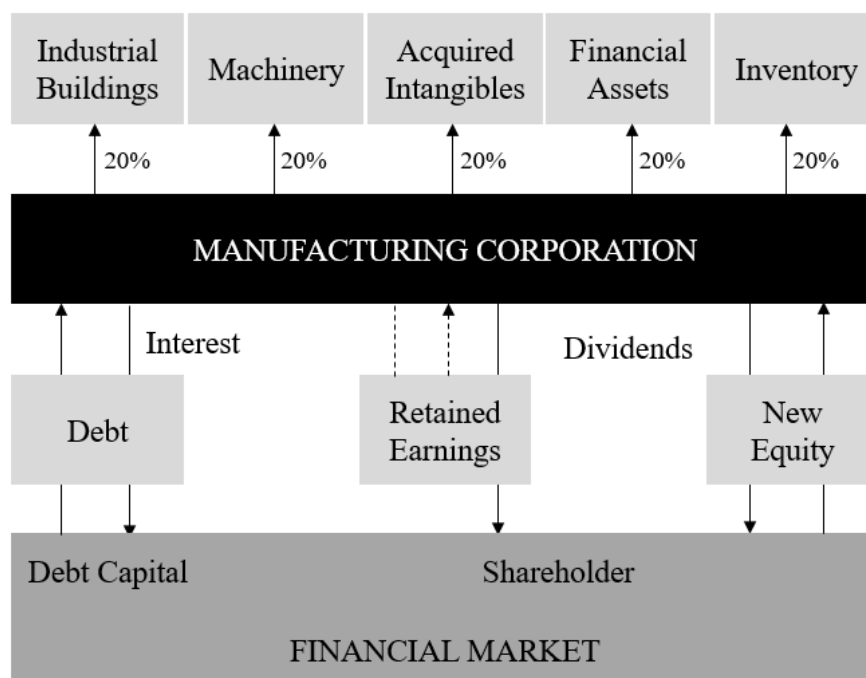 Industrial
Buildings
Machinery
Acquired
Intangibles
Financial
Assets
Inventory
20%
20%
20%
20%
20%
MANUFACTURING CORPORATION
Interest
Dividends
Debt
Retained
Earnings
New
Equity
Debt Capital
Shareholder
FINANCIAL MARKET